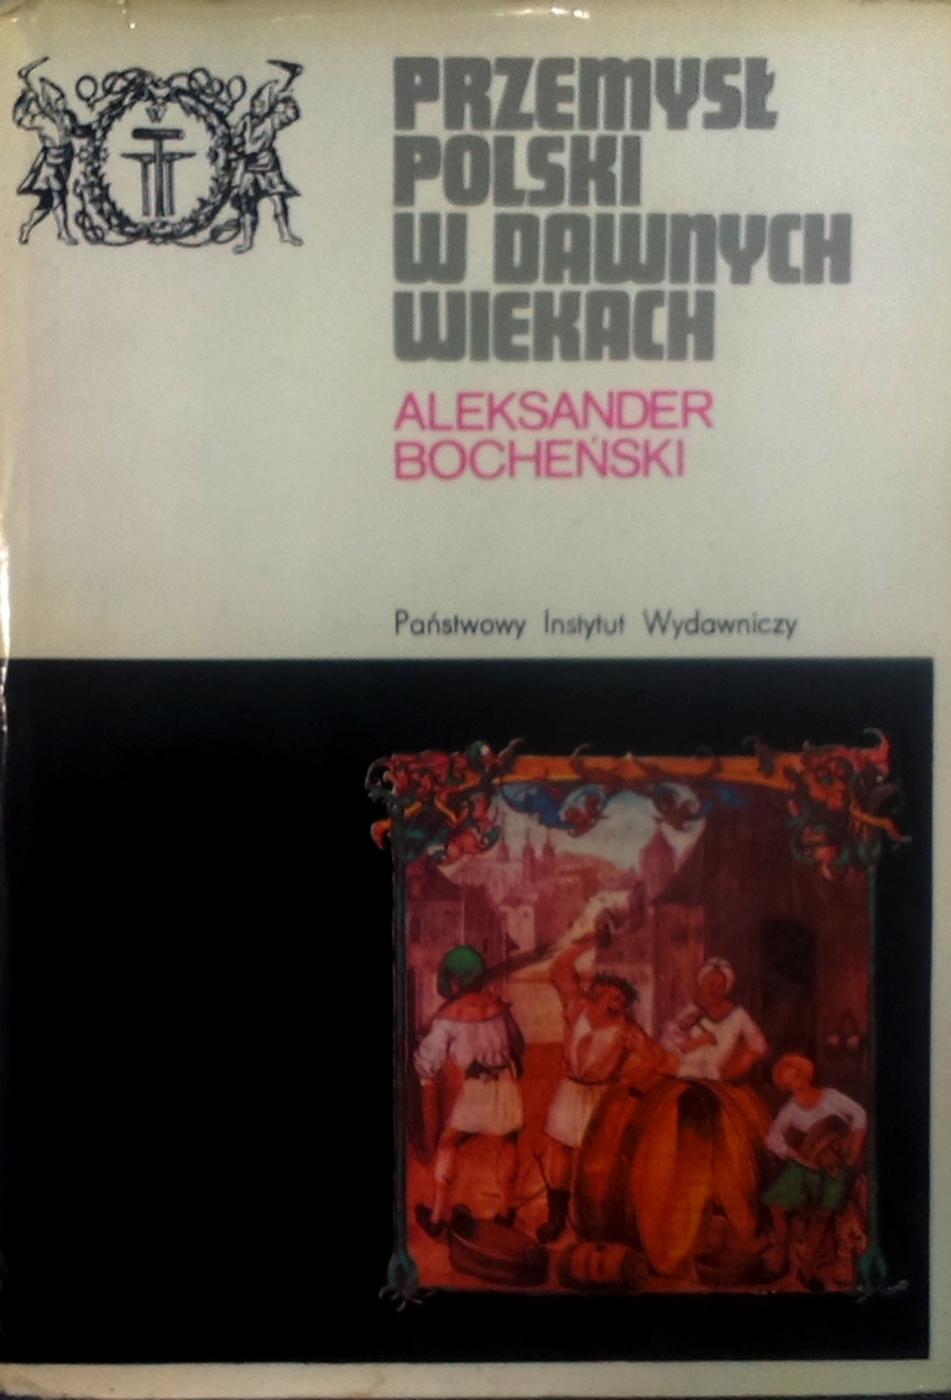 PRZEMYSŁ
POLSKI
W DAWNYCH
WIEKACH
ALEKSANDER
BOCHEŃSKI
Państwowy Instytut Wydawniczy